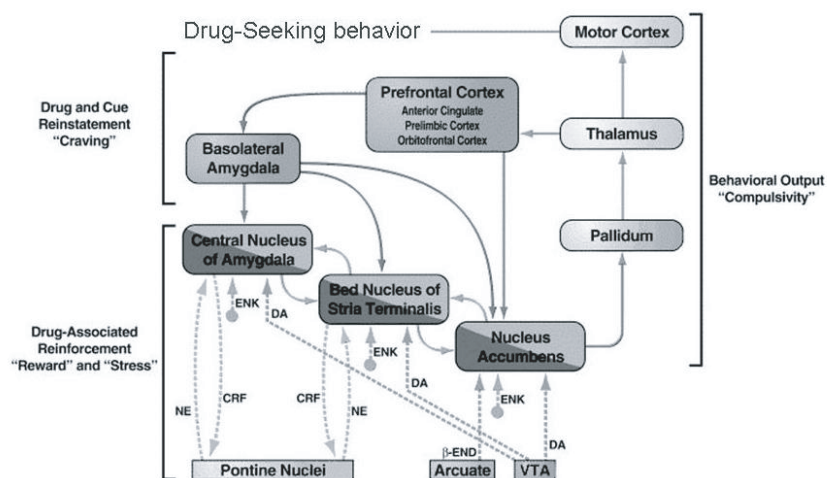 Drug-Seeking behavior
Motor Cortex
Drug and Cue
Reinstatement
“Craving”
Prefrontal Cortex
Anterior Cingulate
Prelimbic Cortex
Orbitofrontal Cortex
Thalamus
Basolateral
Amygdala
Behavioral Output
“Compulsivity”
Pallidum
Central Nucleus
of Amygdala
Bed Nucleus of
Stria Terminalis
Nucleus
Accumbens
Drug-Associated
Reinforcement
“Reward” and “Stress”
ENK
DA
ENK
DA
ENK
NE
CRF
CRF
NE
β-END
DA
Pontine Nuclei
Arcuate
VTA